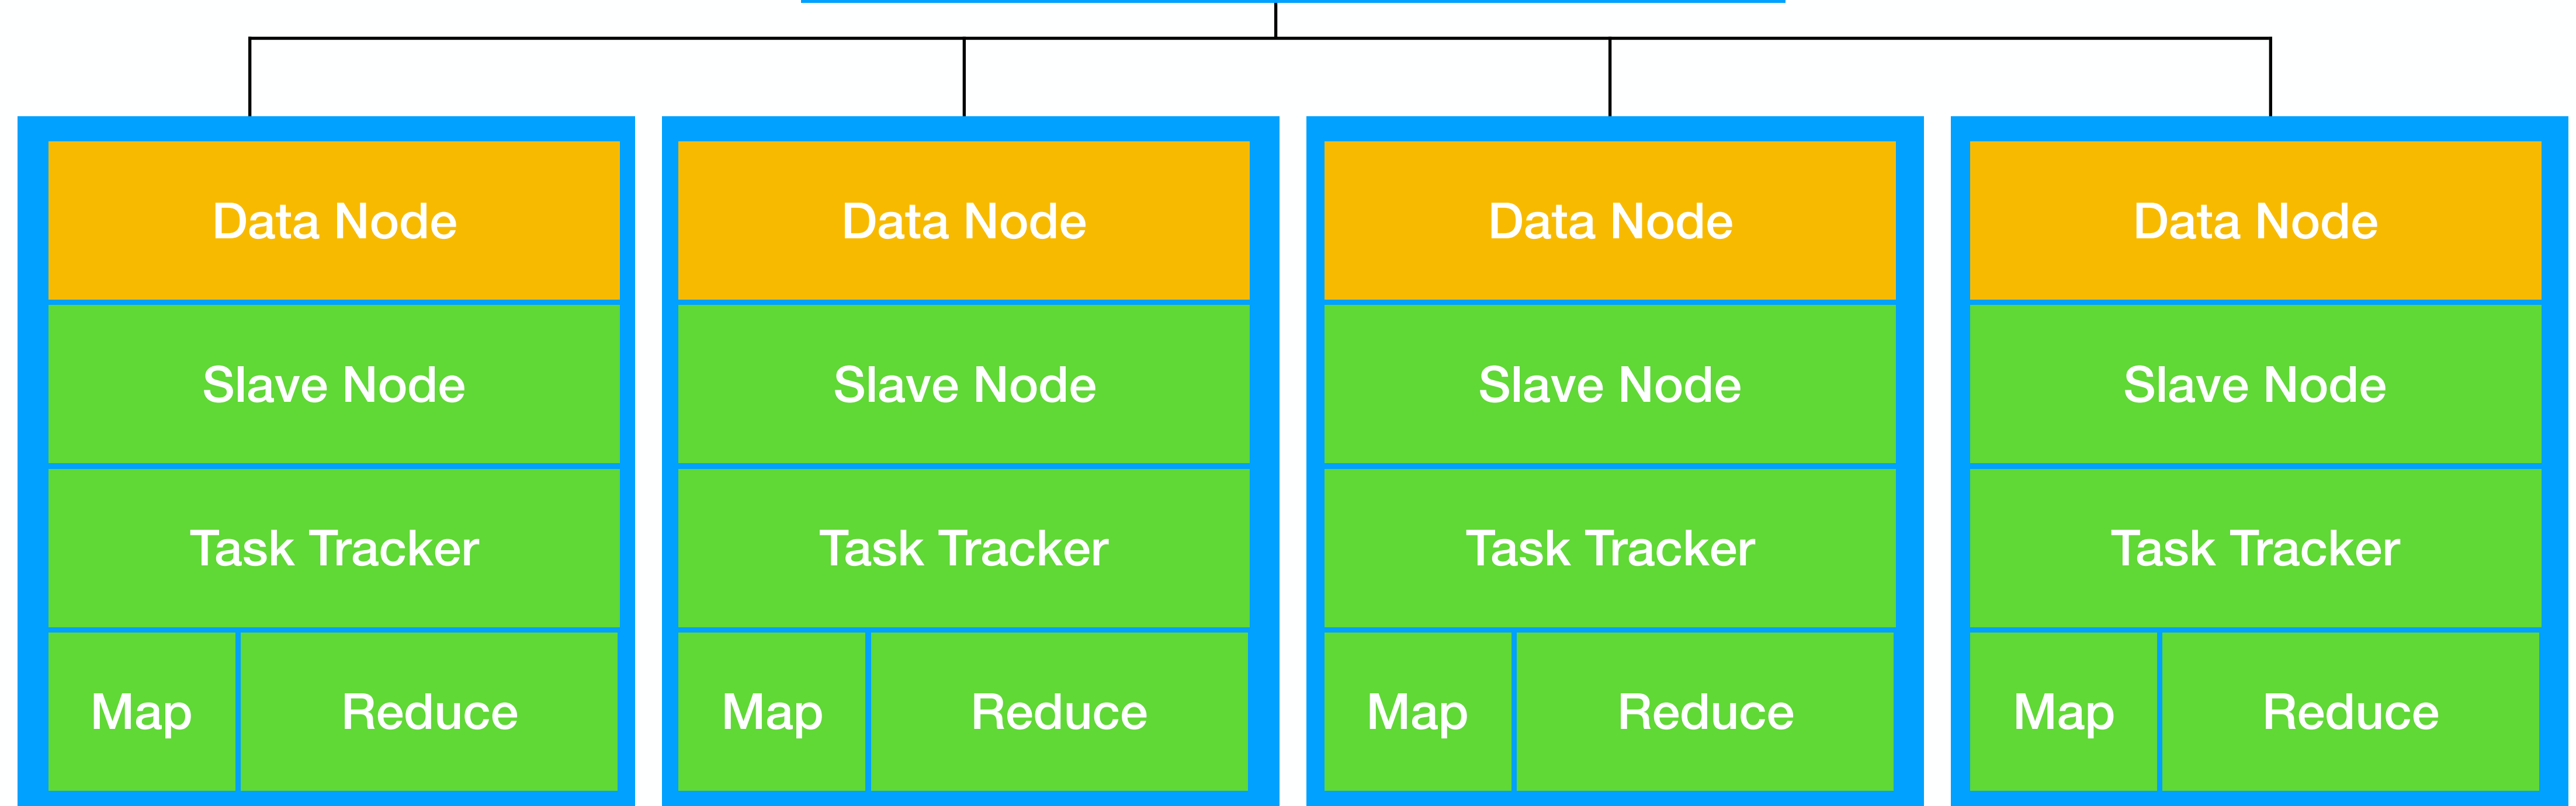 Data Node
Slave Node
Task Tracker
Map
Reduce
Data Node
Slave Node
Task Tracker
Map
Reduce
Data Node
Slave Node
Task Tracker
Map
Reduce
Data Node
Slave Node
Task Tracker
Map
Reduce